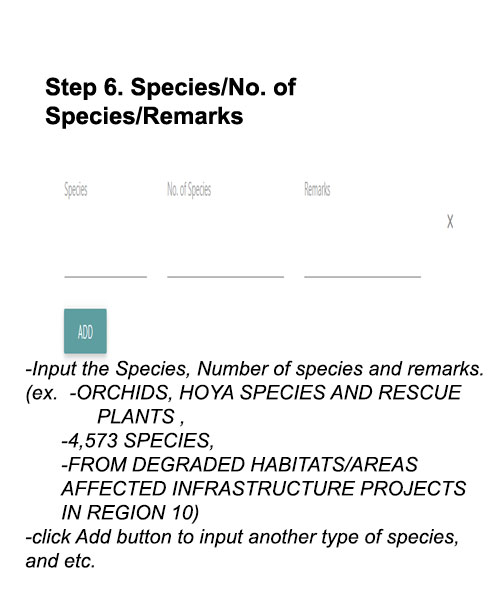 Step 6. Species/No. of
Species/Remarks
Species No. of Species Remarks
X
ADD
-Input the Species, Number of species and remarks.
(ex. -ORCHIDS, HOYA SPECIES AND RESCUE
PLANTS ,
-4,573 SPECIES,
-FROM DEGRADED HABITATS/AREAS
AFFECTED INFRASTRUCTURE PROJECTS
IN REGION 10)
-click Add button to input another type of species,
and etc.